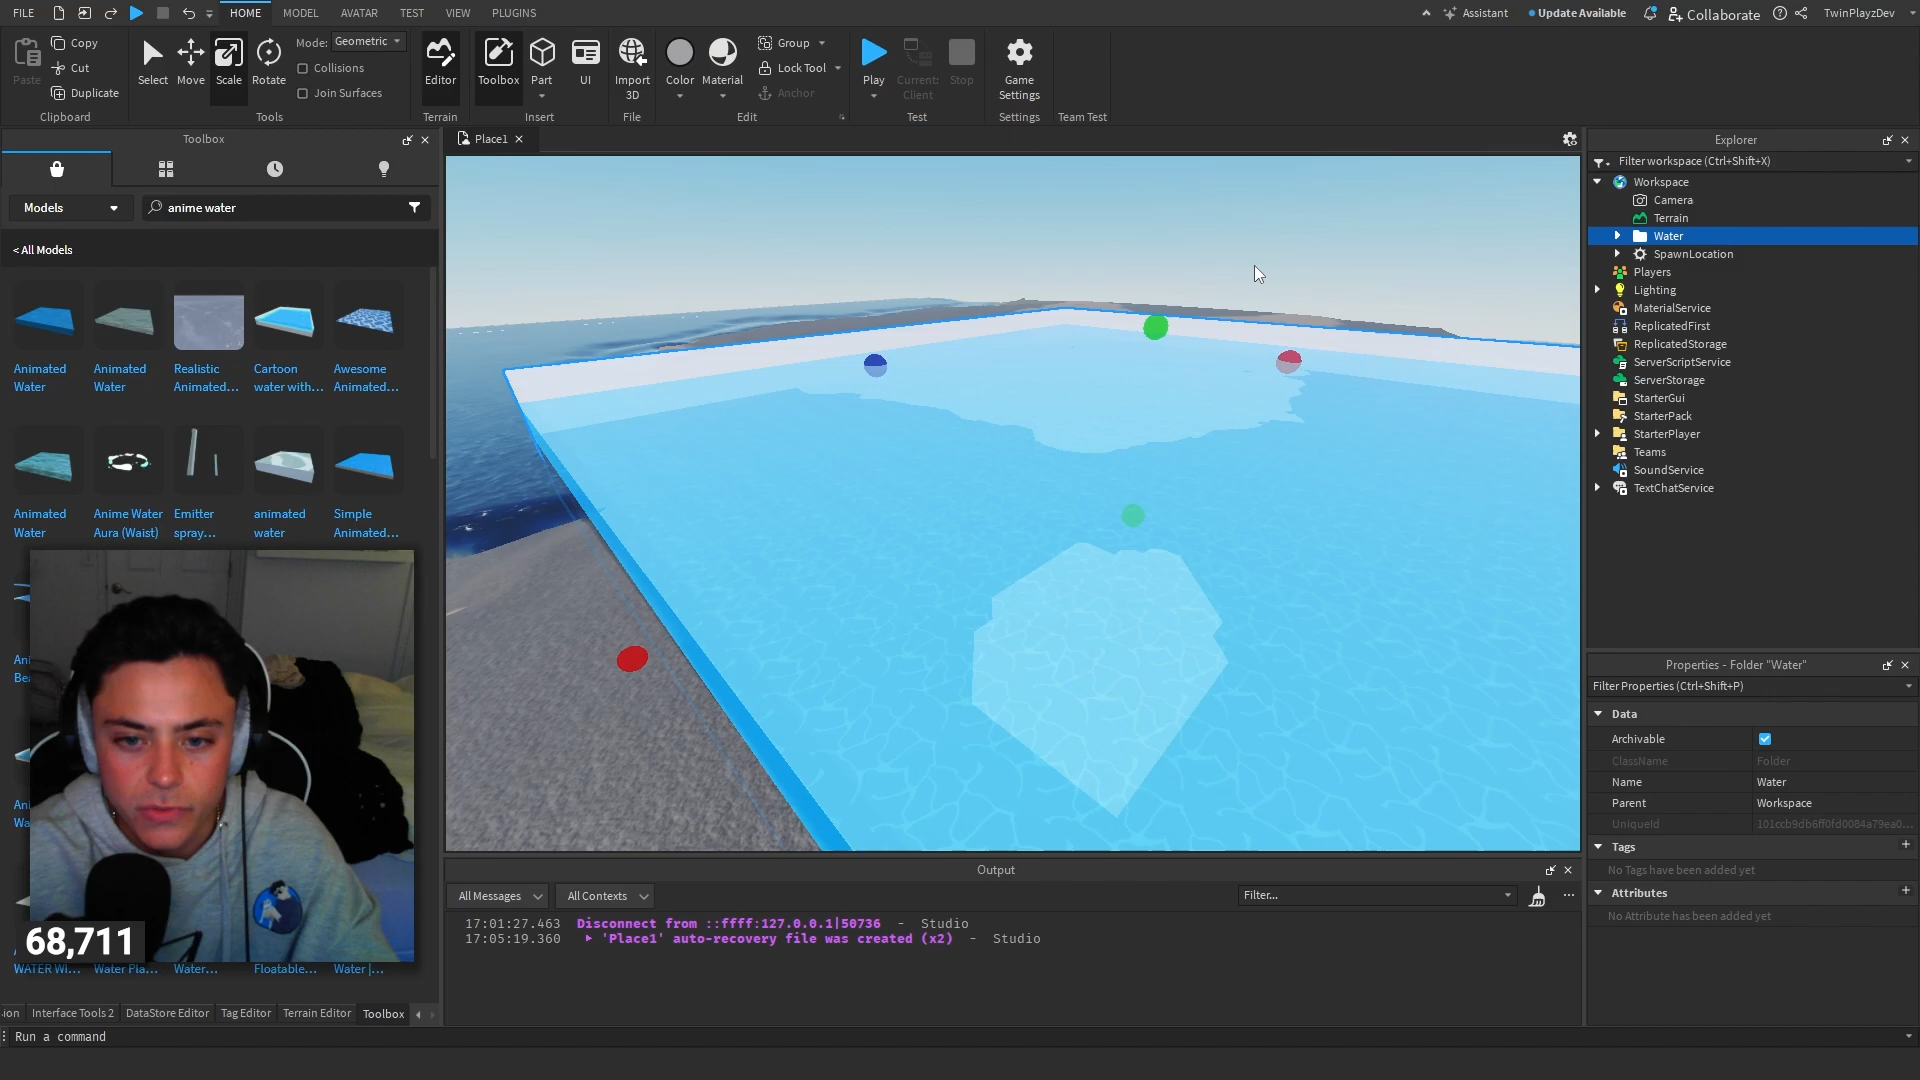 FILE
HOME
MODEL
AVATAR
TEST
VIEW
PLUGINS
Assistant
Update Available
Collaborate
TwinPlayzDev
Paste
Copy
Cut
Duplicate
Clipboard
Select
Move
Scale
Rotate
Mode:
Geometric
Collisions
Join Surfaces
Tools
Editor
Terrain
Toolbox
Part
UI
Insert
Import
3D
File
Color
Material
Group
Lock Tool
Anchor
Edit
Play
Current:
Client
Stop
Test
Game
Settings
Settings
Team Test
Toolbox
Models
anime water
< All Models
Animated
Water
Animated
Water
Realistic
Animated...
Cartoon
water with...
Awesome
Animated...
Animated
Water
Anime Water
Aura (Waist)
Emitter
spray...
animated
water
Simple
Animated...
68,711
WATER Wi...
Water Pla...
Water...
Floatable...
Water |...
Interface Tools 2
DataStore Editor
Tag Editor
Terrain Editor
Toolbox
Run a command
Place1
Output
All Messages
All Contexts
Filter...
17:01:27.463 Disconnect from ::ffff:127.0.0.1|50736 - Studio
17:05:19.360 'Place1' auto-recovery file was created (x2) - Studio
Explorer
Filter workspace (Ctrl+Shift+X)
Workspace
Camera
Terrain
Water
SpawnLocation
Players
Lighting
MaterialService
ReplicatedFirst
ReplicatedStorage
ServerScriptService
ServerStorage
StarterGui
StarterPack
StarterPlayer
Teams
SoundService
TextChatService
Properties - Folder "Water"
Filter Properties (Ctrl+Shift+P)
Data
Archivable
ClassName Folder
Name Water
Parent Workspace
UniqueId 101ccb9db6ff0fd0084a79ea0...
Tags
No Tags have been added yet
Attributes
No Attribute has been added yet